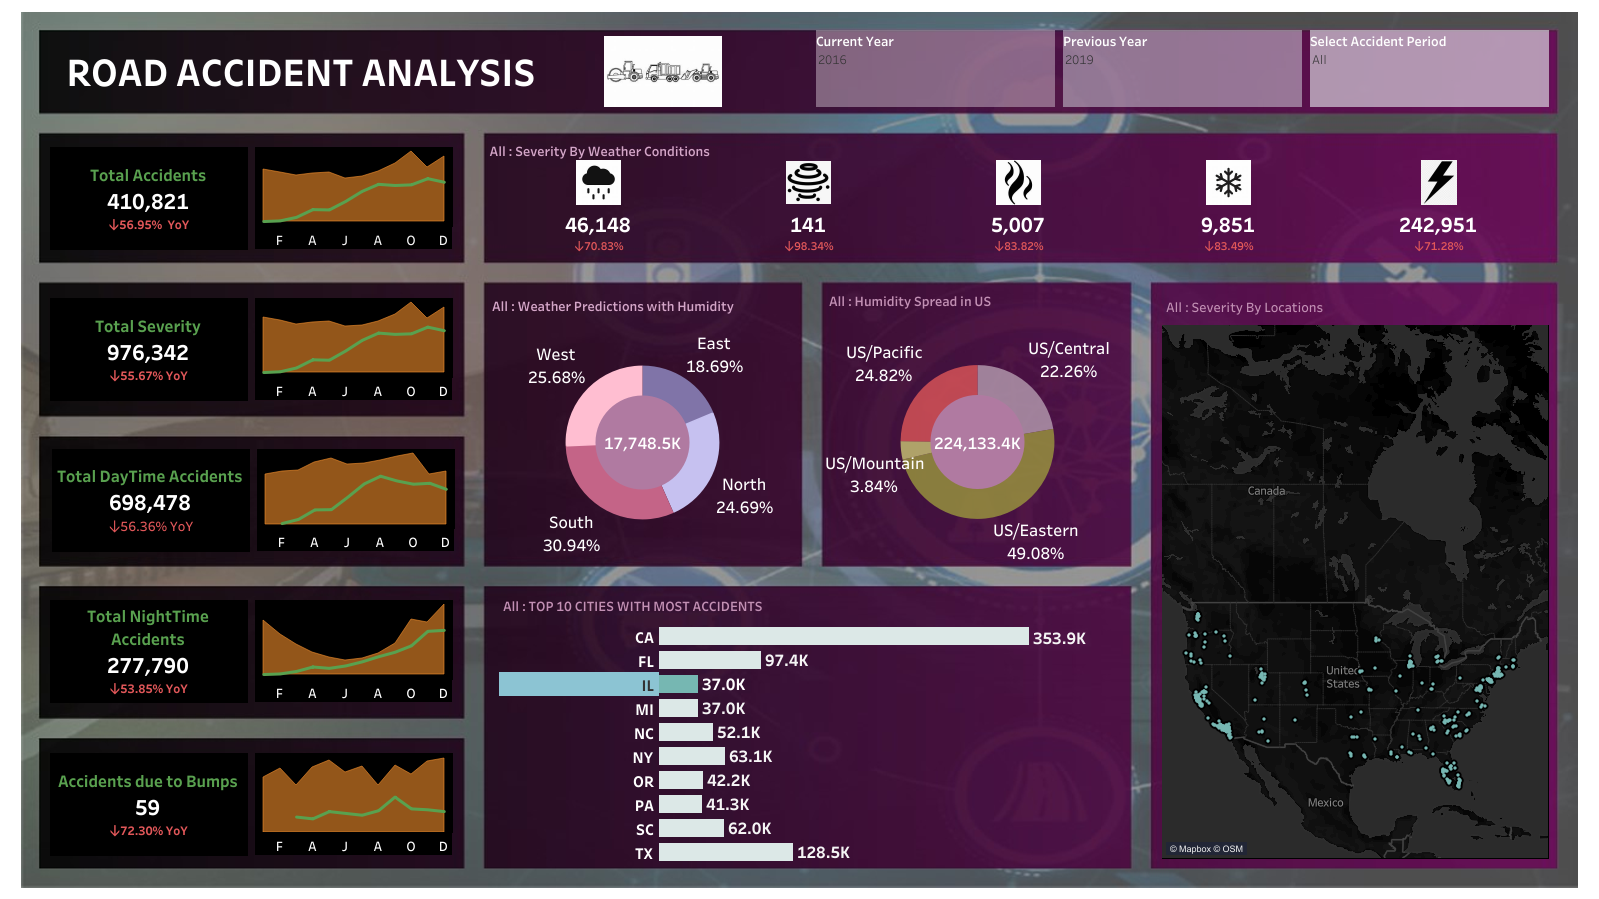 ROAD ACCIDENT ANALYSIS
Current Year
2016
Previous Year
2019
Select Accident Period
All
Total Accidents
410,821
↓56.95% YoY
F A J A O D
All : Severity By Weather Conditions
46,148
↓70.83%
141
↓98.34%
5,007
↓83.82%
9,851
↓83.49%
242,951
↓71.28%
Total Severity
976,342
↓55.67% YoY
F A J A O D
Total DayTime Accidents
698,478
↓56.36% YoY
F A J A O D
Total NightTime
Accidents
277,790
↓53.85% YoY
F A J A O D
Accidents due to Bumps
59
↓72.30% YoY
F A J A O D
All : Weather Predictions with Humidity
West
25.68%
East
18.69%
17,748.5K
North
24.69%
South
30.94%
All : Humidity Spread in US
US/Pacific
24.82%
US/Central
22.26%
224,133.4K
US/Mountain
3.84%
US/Eastern
49.08%
All : TOP 10 CITIES WITH MOST ACCIDENTS
CA 353.9K
FL 97.4K
IL 37.0K
MI 37.0K
NC 52.1K
NY 63.1K
OR 42.2K
PA 41.3K
SC 62.0K
TX 128.5K
All : Severity By Locations
Canada
United
States
Mexico
© Mapbox © OSM